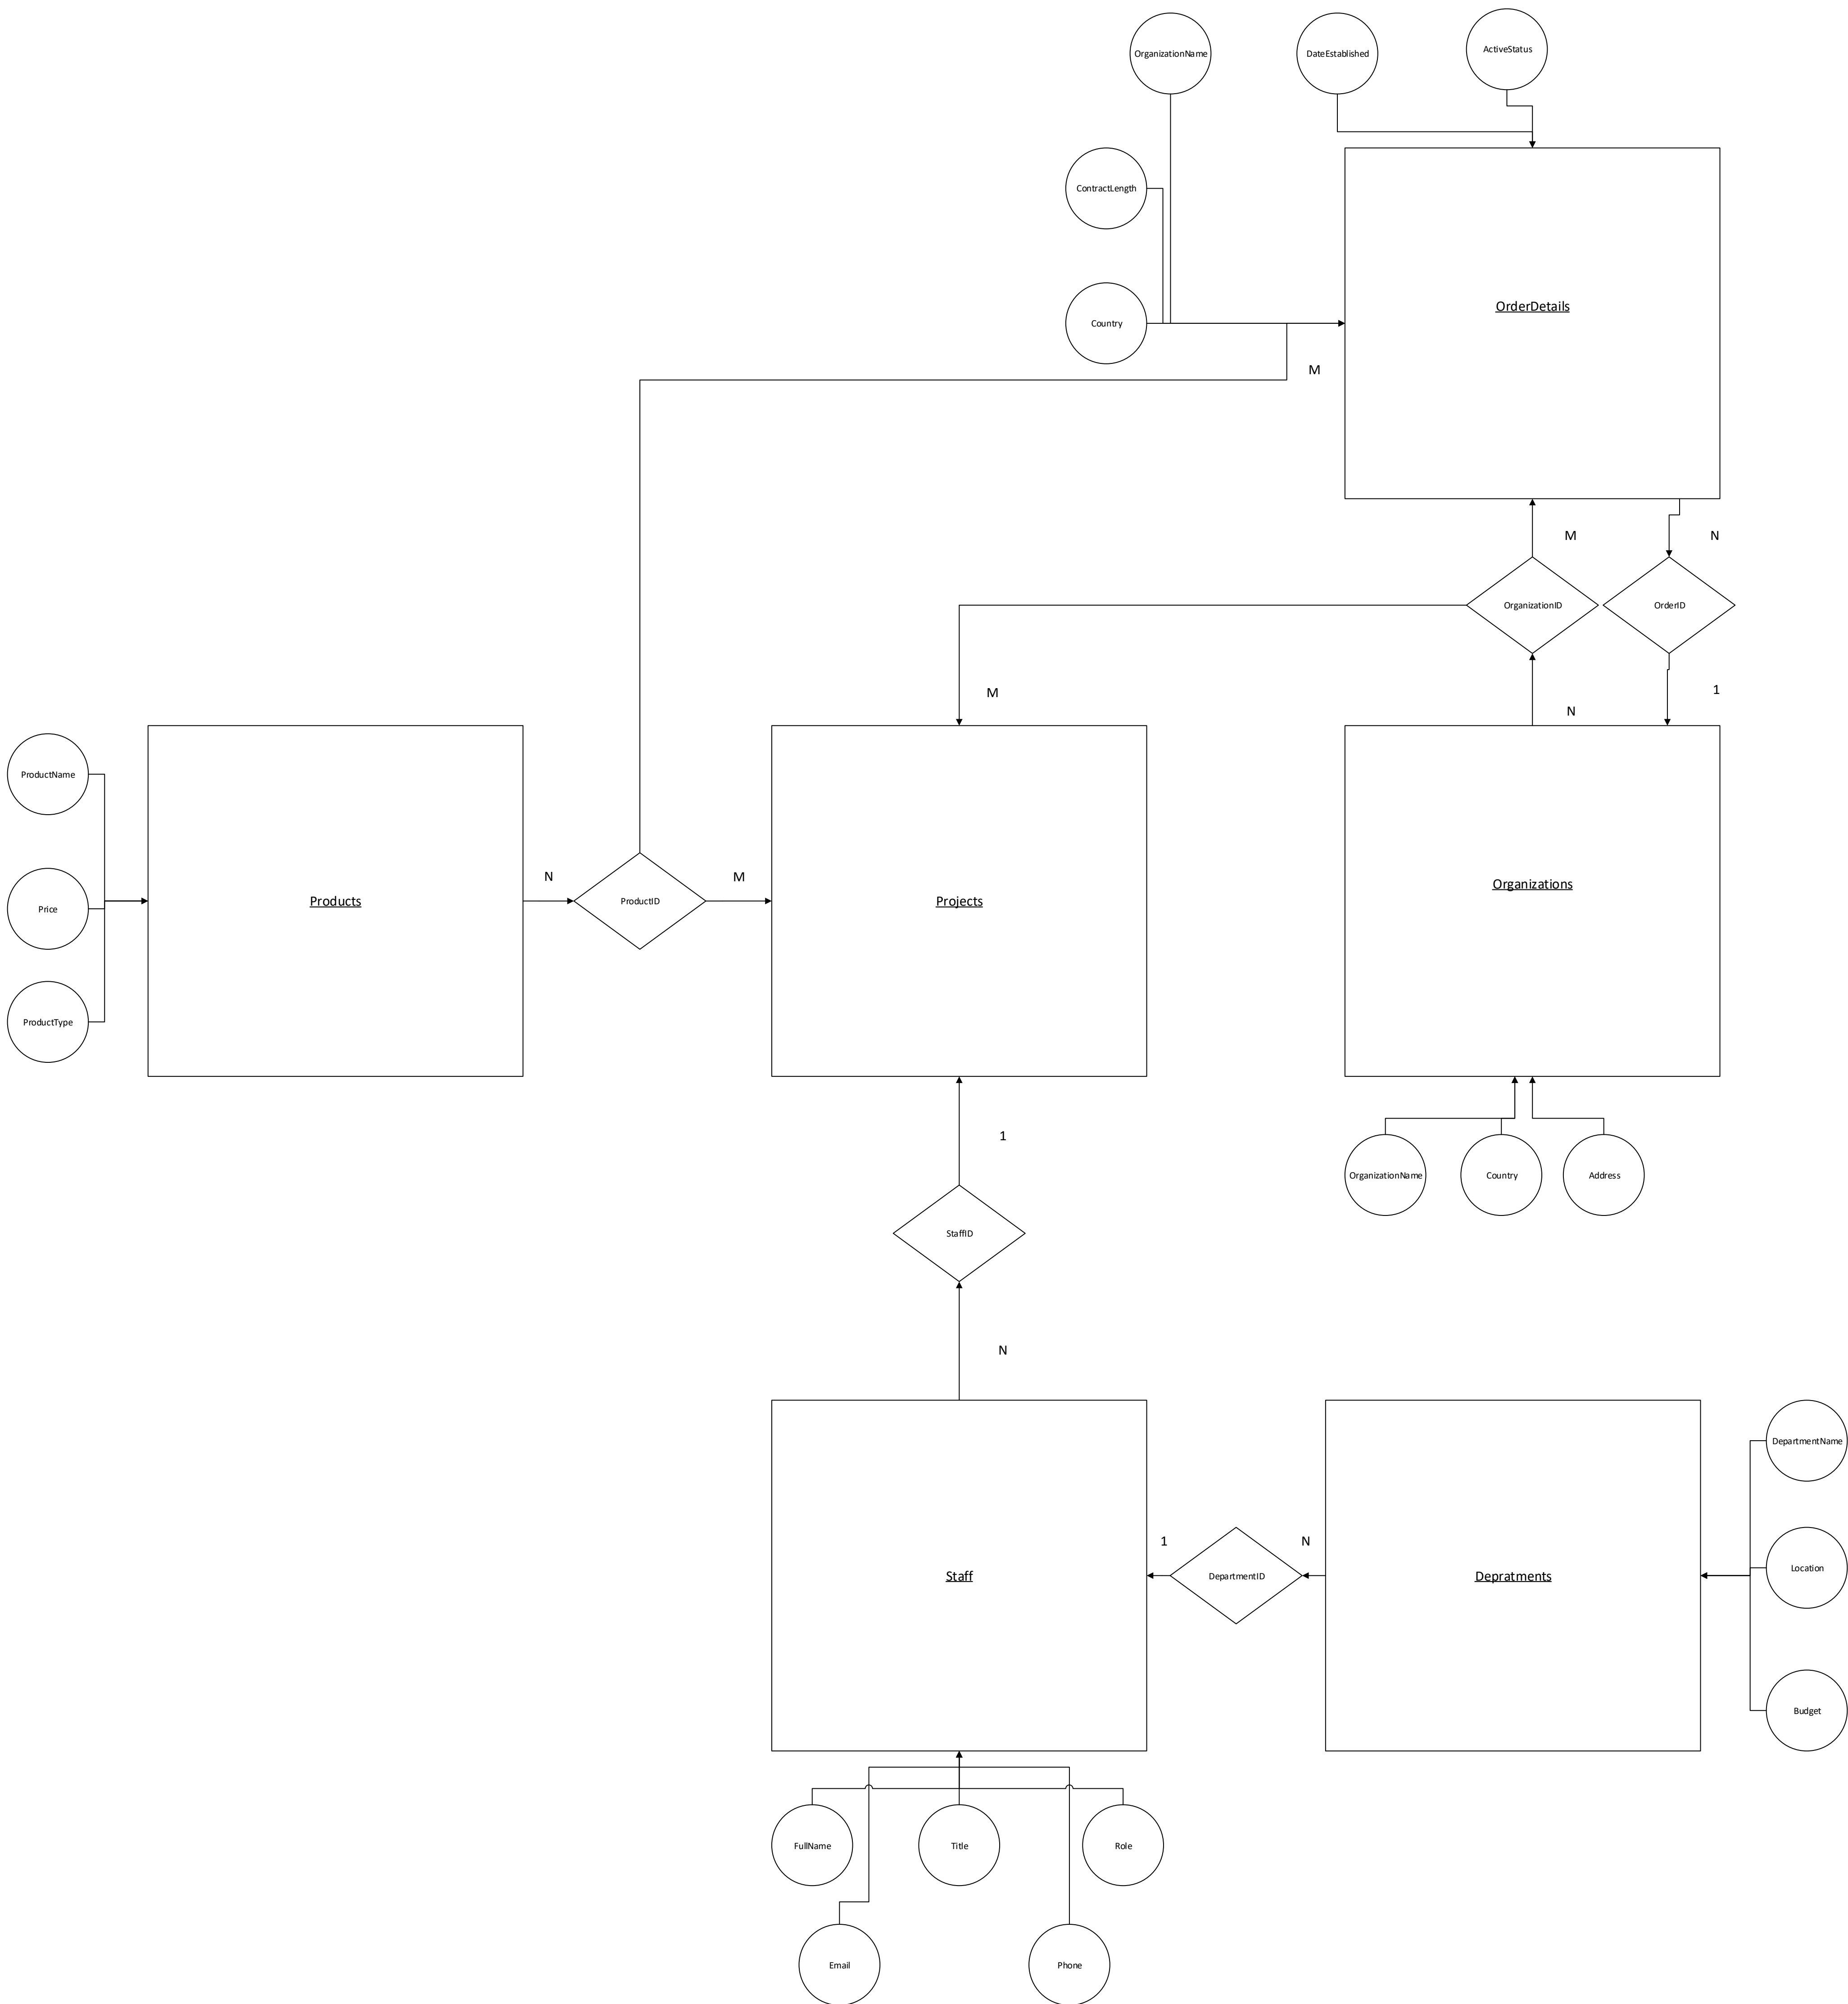 OrganizationName
DateEstablished
ActiveStatus
ContractLength
Country
OrderDetails
M
M
N
OrganizationID
OrderID
M
1
N
ProductName
Price
ProductType
Products
N
ProductID
M
Projects
Organizations
1
OrganizationName
Country
Address
StaffID
N
Staff
1
DepartmentID
N
Depratments
DepartmentName
Location
Budget
FullName
Title
Role
Email
Phone